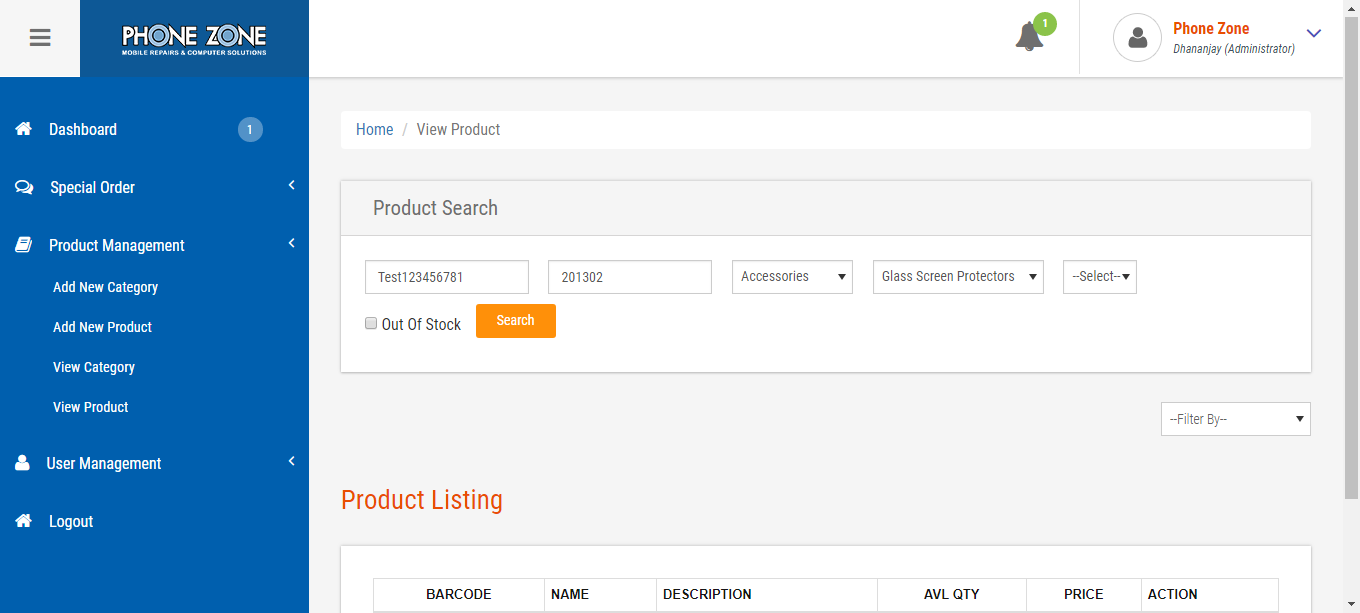 PHONE ZONE
MOBILE REPAIRS & COMPUTER SOLUTIONS
1
Phone Zone
Dhananjay (Administrator)
Dashboard 1
Special Order
Product Management
Add New Category
Add New Product
View Category
View Product
User Management
Logout
Home / View Product
Product Search
Test123456781 201302 Accessories Glass Screen Protectors --Select--
Out Of Stock Search
--Filter By--
Product Listing
BARCODE NAME DESCRIPTION AVL QTY PRICE ACTION